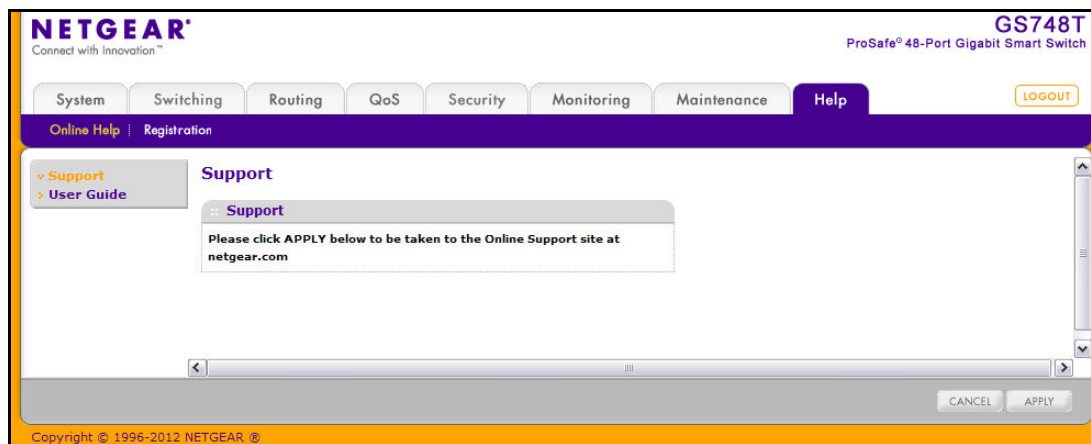 NETGEAR®
Connect with Innovation™
GS748T
ProSafe® 48-Port Gigabit Smart Switch
System Switching Routing QoS Security Monitoring Maintenance Help LOGOUT
Online Help Registration
Support
User Guide
Support
Support
Please click APPLY below to be taken to the Online Support site at
netgear.com
CANCEL APPLY
Copyright © 1996-2012 NETGEAR ®